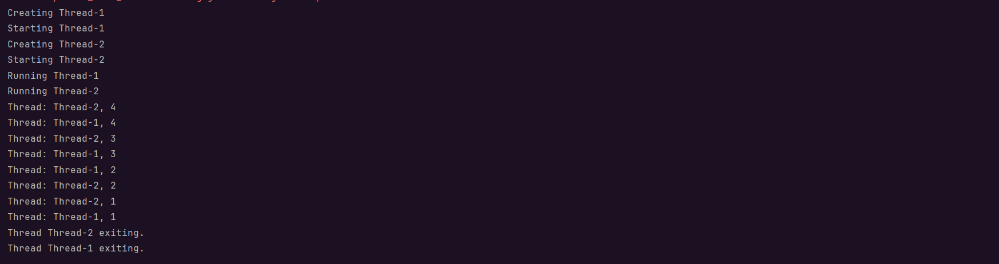 Creating Thread-1
Starting Thread-1
Creating Thread-2
Starting Thread-2
Running Thread-1
Running Thread-2
Thread: Thread-2, 4
Thread: Thread-1, 4
Thread: Thread-2, 3
Thread: Thread-1, 3
Thread: Thread-1, 2
Thread: Thread-2, 2
Thread: Thread-2, 1
Thread: Thread-1, 1
Thread Thread-2 exiting.
Thread Thread-1 exiting.